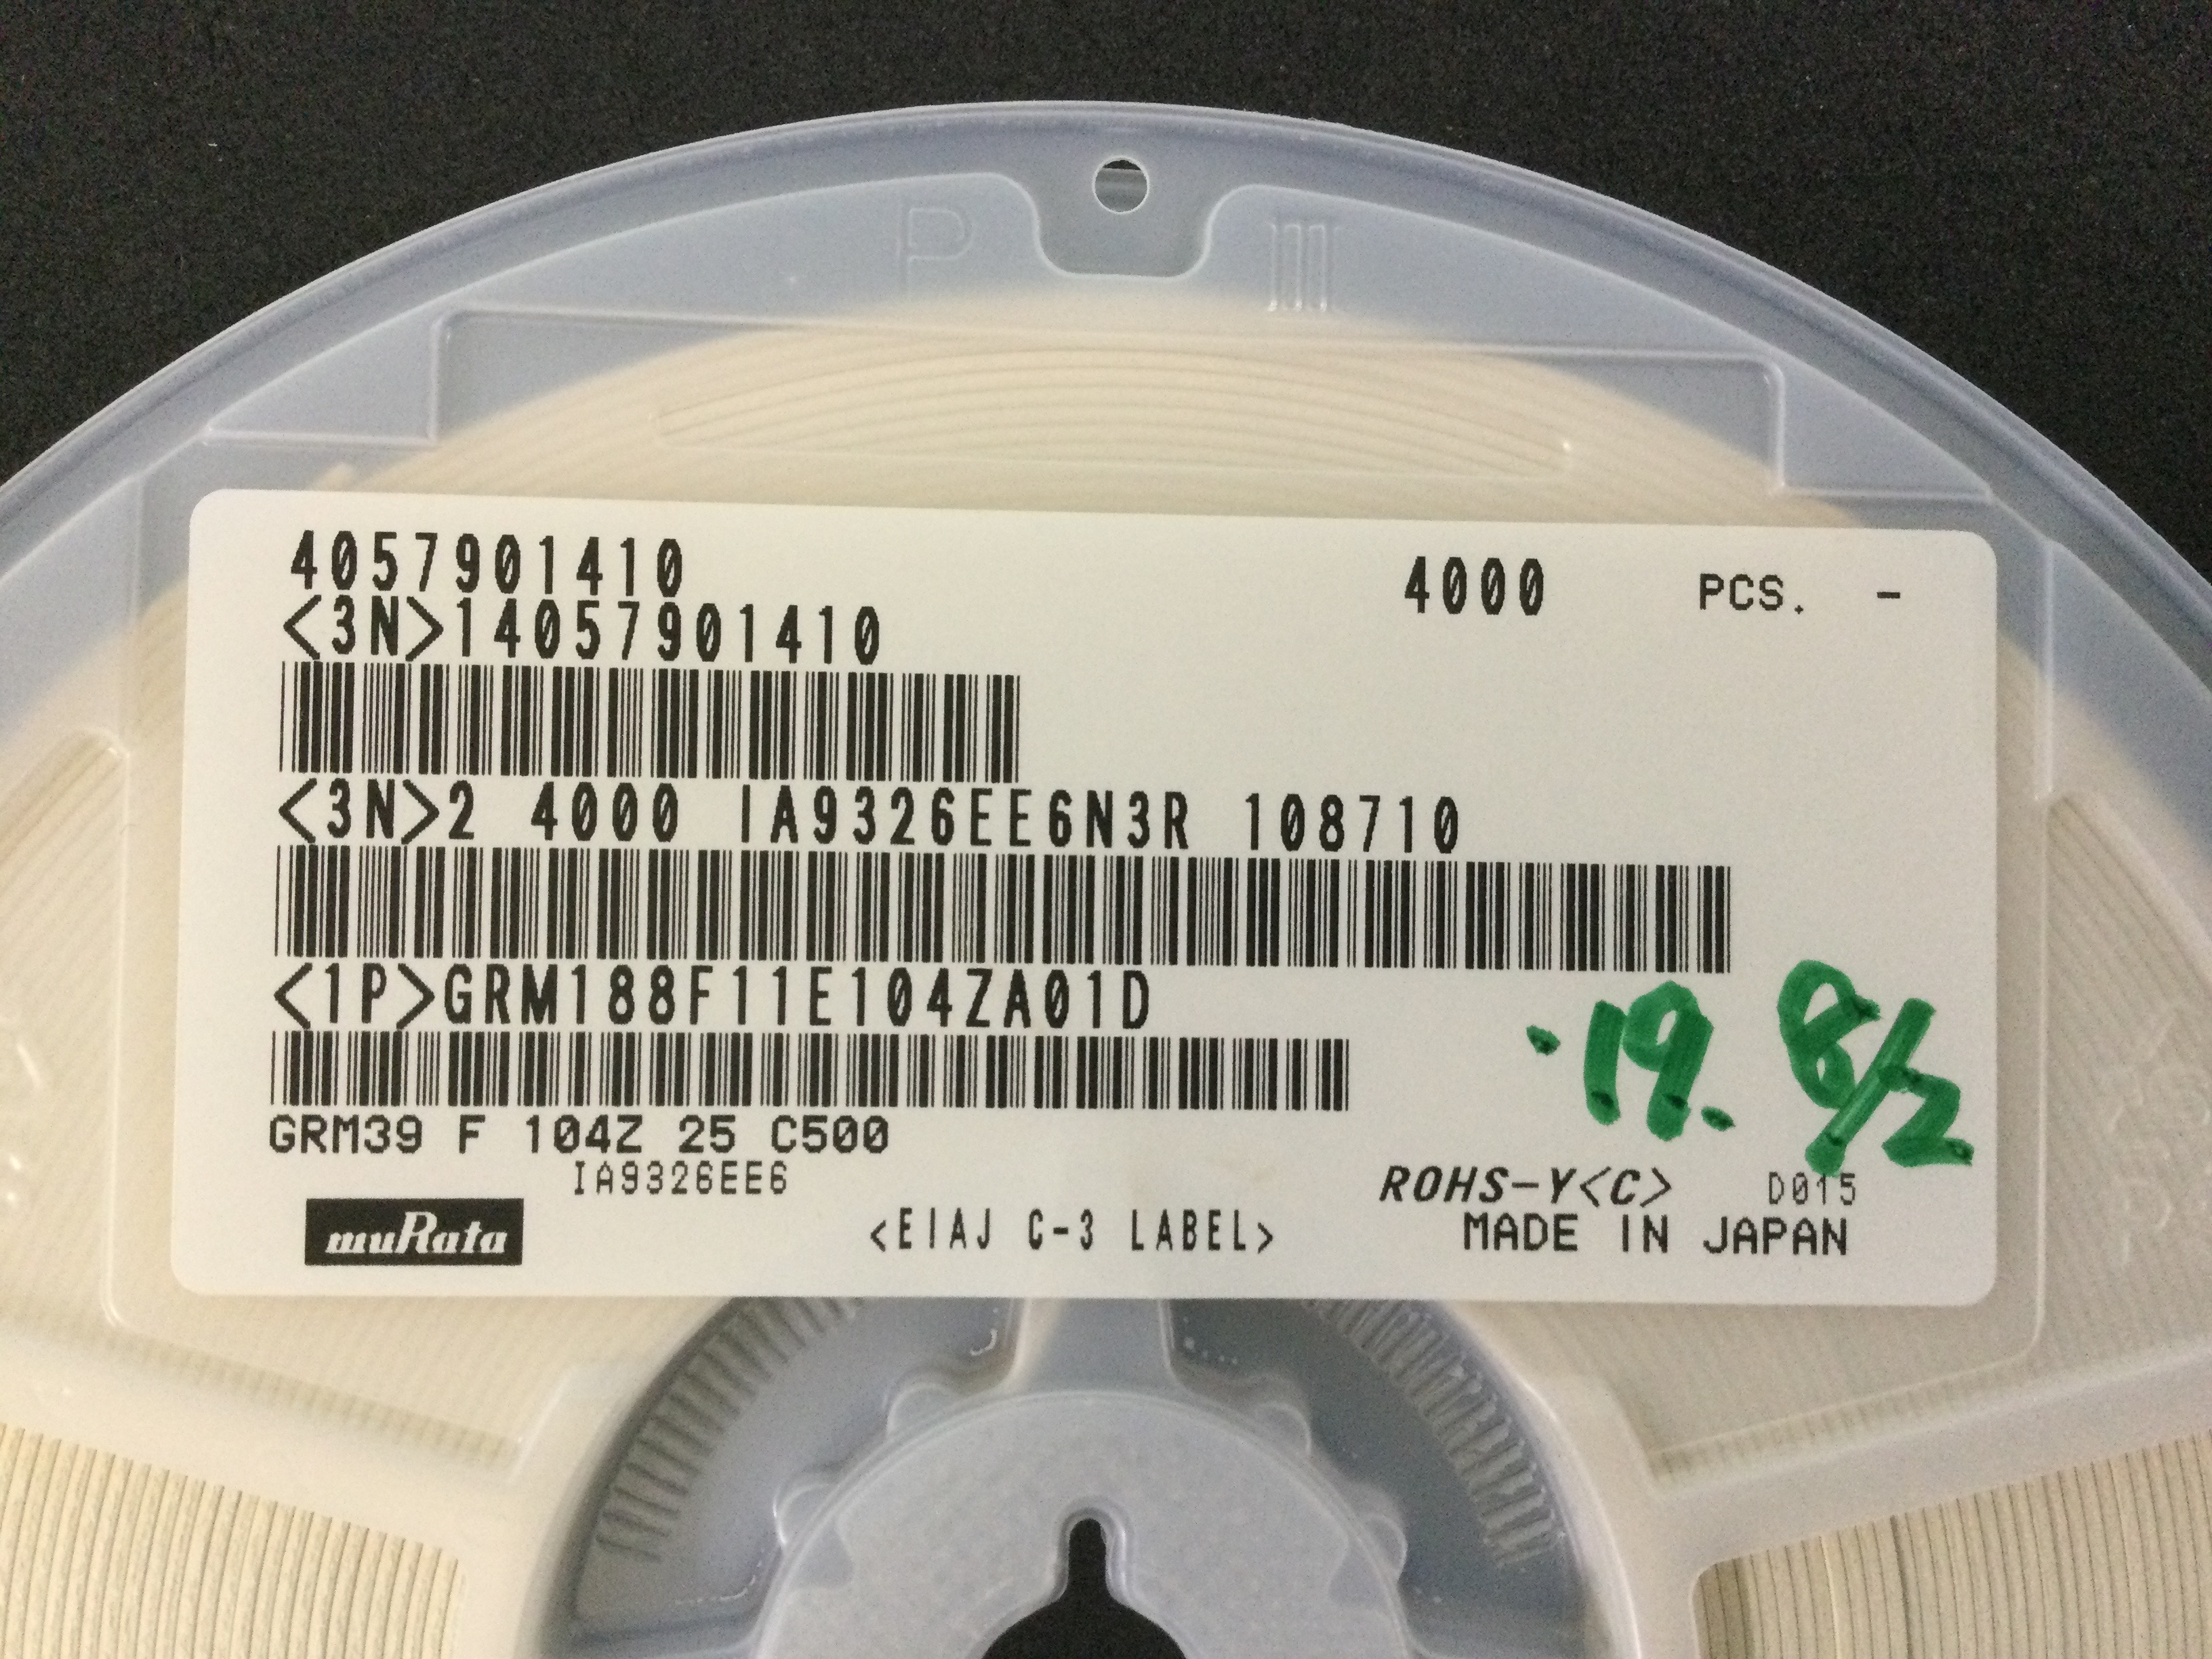 P III
4057901410 4000 PCS. -
<3N>14057901410
<3N>2 4000 IA9326EE6N3R 108710
<1P>GRM188F11E104ZA01D
·19. 8/2
GRM39 F 104Z 25 C500
IA9326EE6 ROHS-Y<C> D015
muRata <EIAJ C-3 LABEL> MADE IN JAPAN